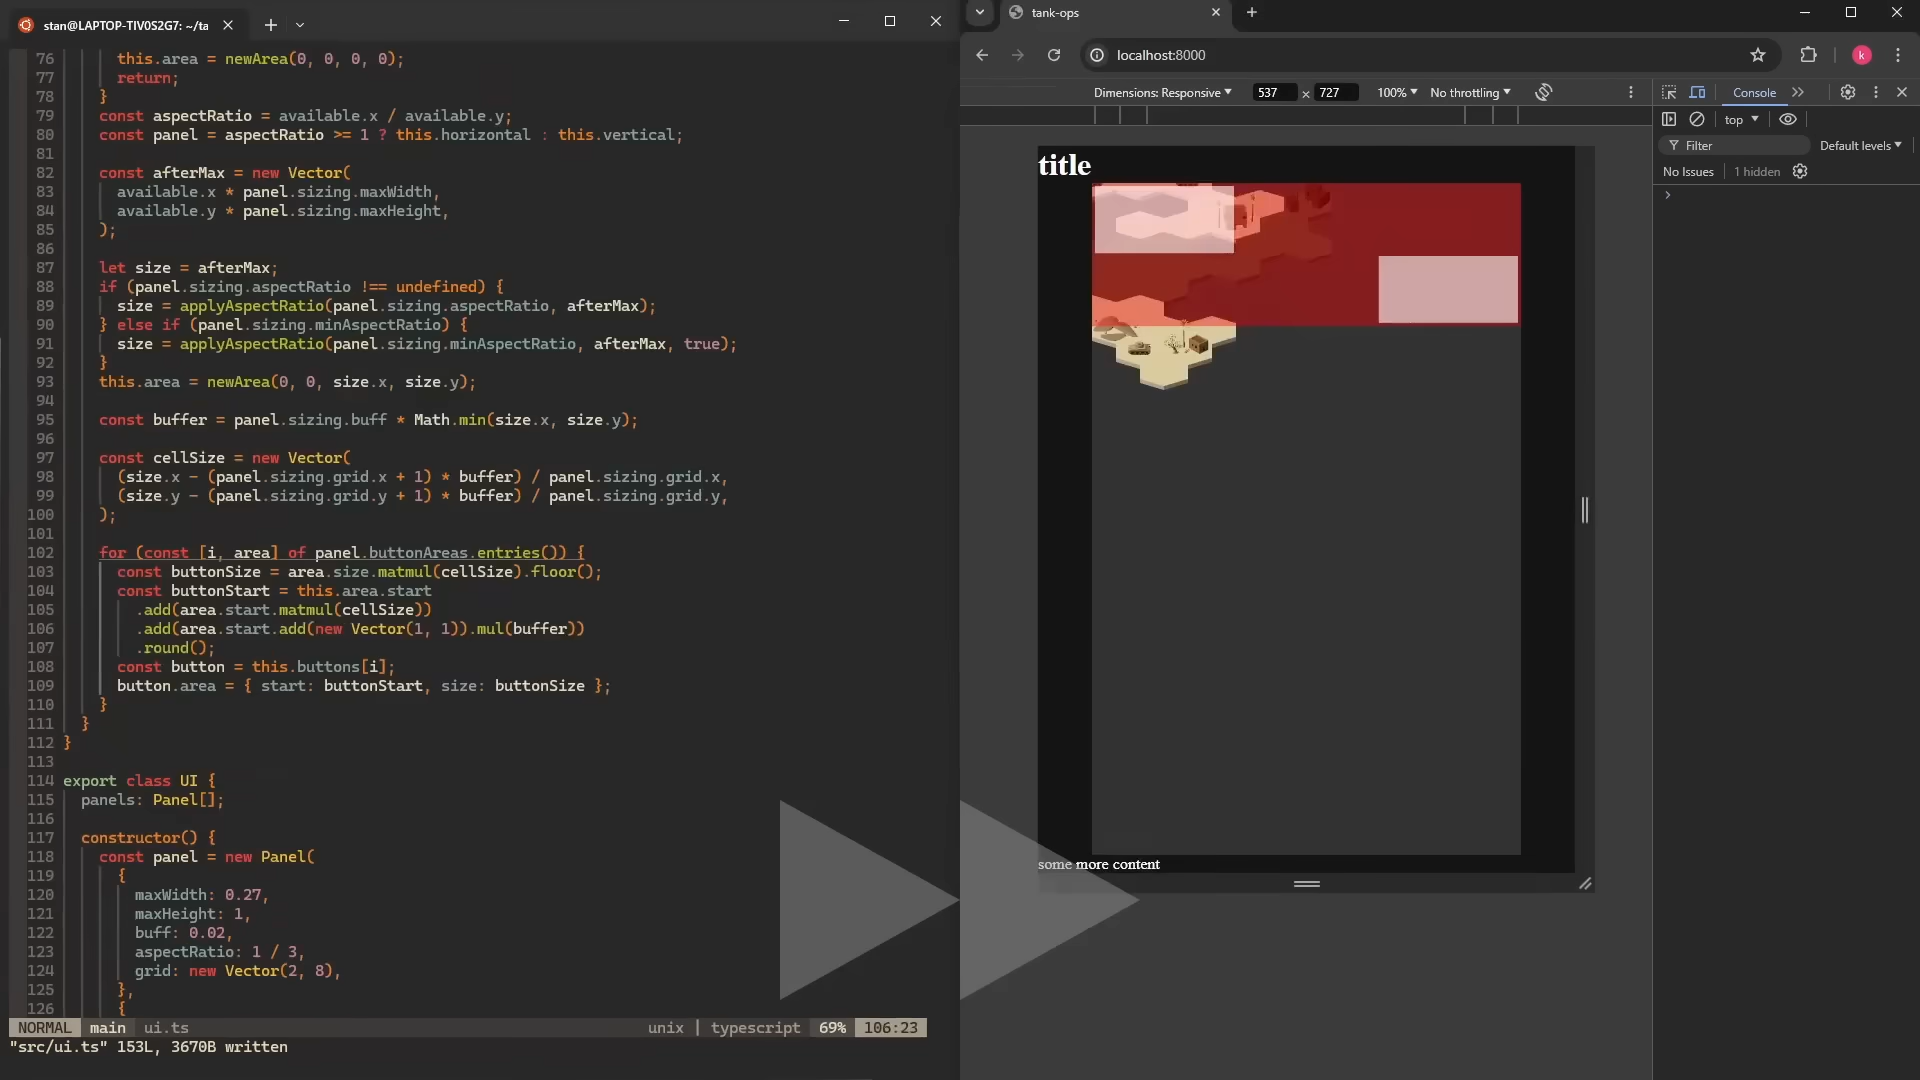 stan@LAPTOP-TIV0S2G7: ~/ta
76 this.area = newArea(0, 0, 0, 0);
77 return;
78 }
79 const aspectRatio = available.x / available.y;
80 const panel = aspectRatio >= 1 ? this.horizontal : this.vertical;
81
82 const afterMax = new Vector(
83 available.x * panel.sizing.maxWidth,
84 available.y * panel.sizing.maxHeight,
85 );
86
87 let size = afterMax;
88 if (panel.sizing.aspectRatio !== undefined) {
89 size = applyAspectRatio(panel.sizing.aspectRatio, afterMax);
90 } else if (panel.sizing.minAspectRatio) {
91 size = applyAspectRatio(panel.sizing.minAspectRatio, afterMax, true);
92 }
93 this.area = newArea(0, 0, size.x, size.y);
94
95 const buffer = panel.sizing.buff * Math.min(size.x, size.y);
96
97 const cellSize = new Vector(
98 (size.x - (panel.sizing.grid.x + 1) * buffer) / panel.sizing.grid.x,
99 (size.y - (panel.sizing.grid.y + 1) * buffer) / panel.sizing.grid.y,
100 );
101
102 for (const [i, area] of panel.buttonAreas.entries()) {
103 const buttonSize = area.size.matmul(cellSize).floor();
104 const buttonStart = this.area.start
105 .add(area.start.matmul(cellSize))
106 .add(area.start.add(new Vector(1, 1)).mul(buffer))
107 .round();
108 const button = this.buttons[i];
109 button.area = { start: buttonStart, size: buttonSize };
110 }
111 }
112 }
113
114 export class UI {
115 panels: Panel[];
116
117 constructor() {
118 const panel = new Panel(
119 {
120 maxWidth: 0.27,
121 maxHeight: 1,
122 buff: 0.02,
123 aspectRatio: 1 / 3,
124 grid: new Vector(2, 8),
125 },
126 {
NORMAL main ui.ts unix | typescript 69% 106:23
"src/ui.ts" 153L, 3670B written
tank-ops
localhost:8000
k
Dimensions: Responsive 537 × 727 100% No throttling
Console
top
Filter Default levels
No Issues 1 hidden
title
some more content